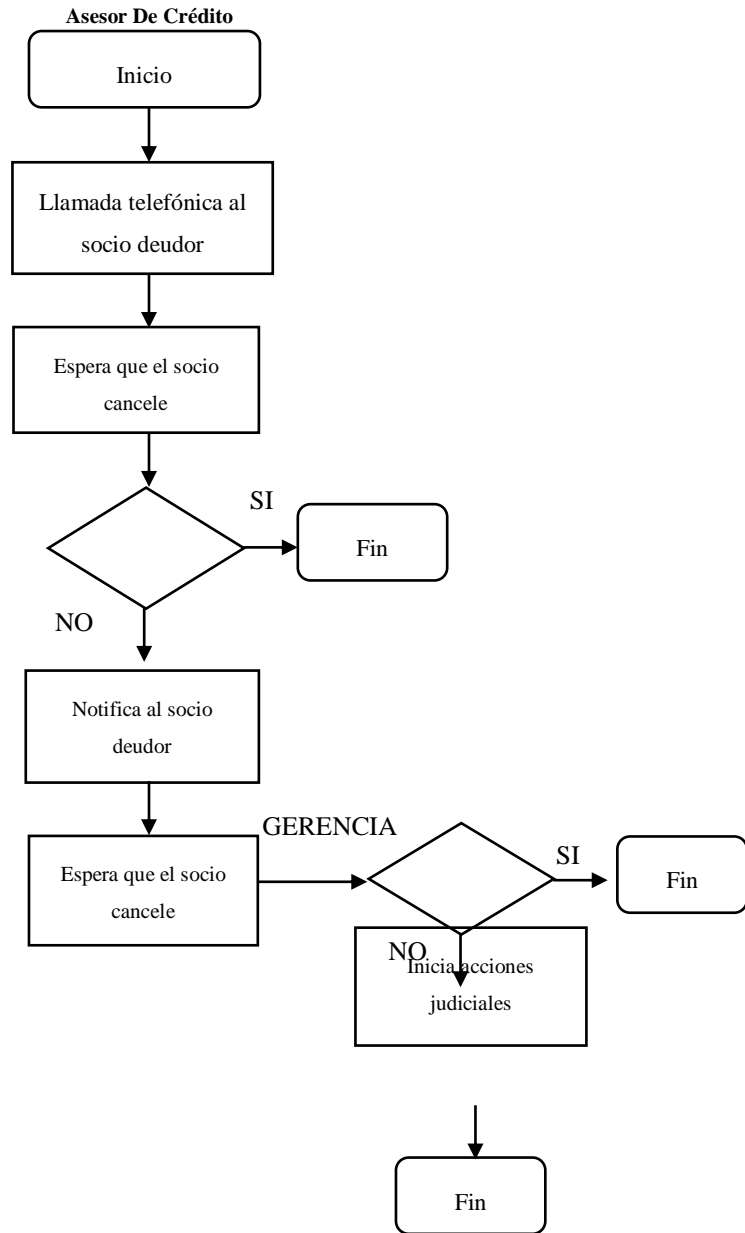 Asesor De Crédito
Inicio
Llamada telefónica al
socio deudor
Espera que el socio
cancele
SI
Fin
NO
Notifica al socio
deudor
GERENCIA
Espera que el socio
cancele
SI
Fin
NO
Inicia acciones
judiciales
Fin